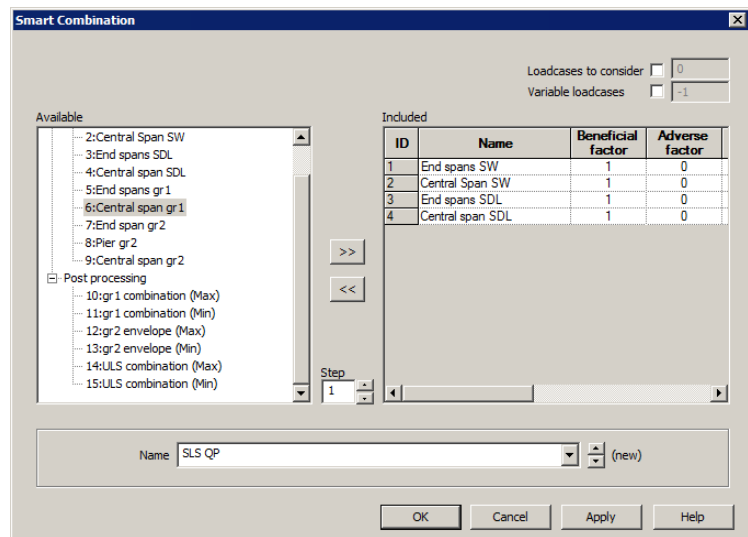 Smart Combination
Loadcases to consider 0
Variable loadcases -1
Available
2:Central Span SW
3:End spans SDL
4:Central span SDL
5:End spans gr1
6:Central span gr1
7:End span gr2
8:Pier gr2
9:Central span gr2
Post processing
10:gr1 combination (Max)
11:gr1 combination (Min)
12:gr2 envelope (Max)
13:gr2 envelope (Min)
14:ULS combination (Max)
15:ULS combination (Min)
>>
<<
Step
1
Included
ID Name Beneficial factor Adverse factor
1 End spans SW 1 0
2 Central Span SW 1 0
3 End spans SDL 1 0
4 Central span SDL 1 0
Name SLS QP (new)
OK Cancel Apply Help